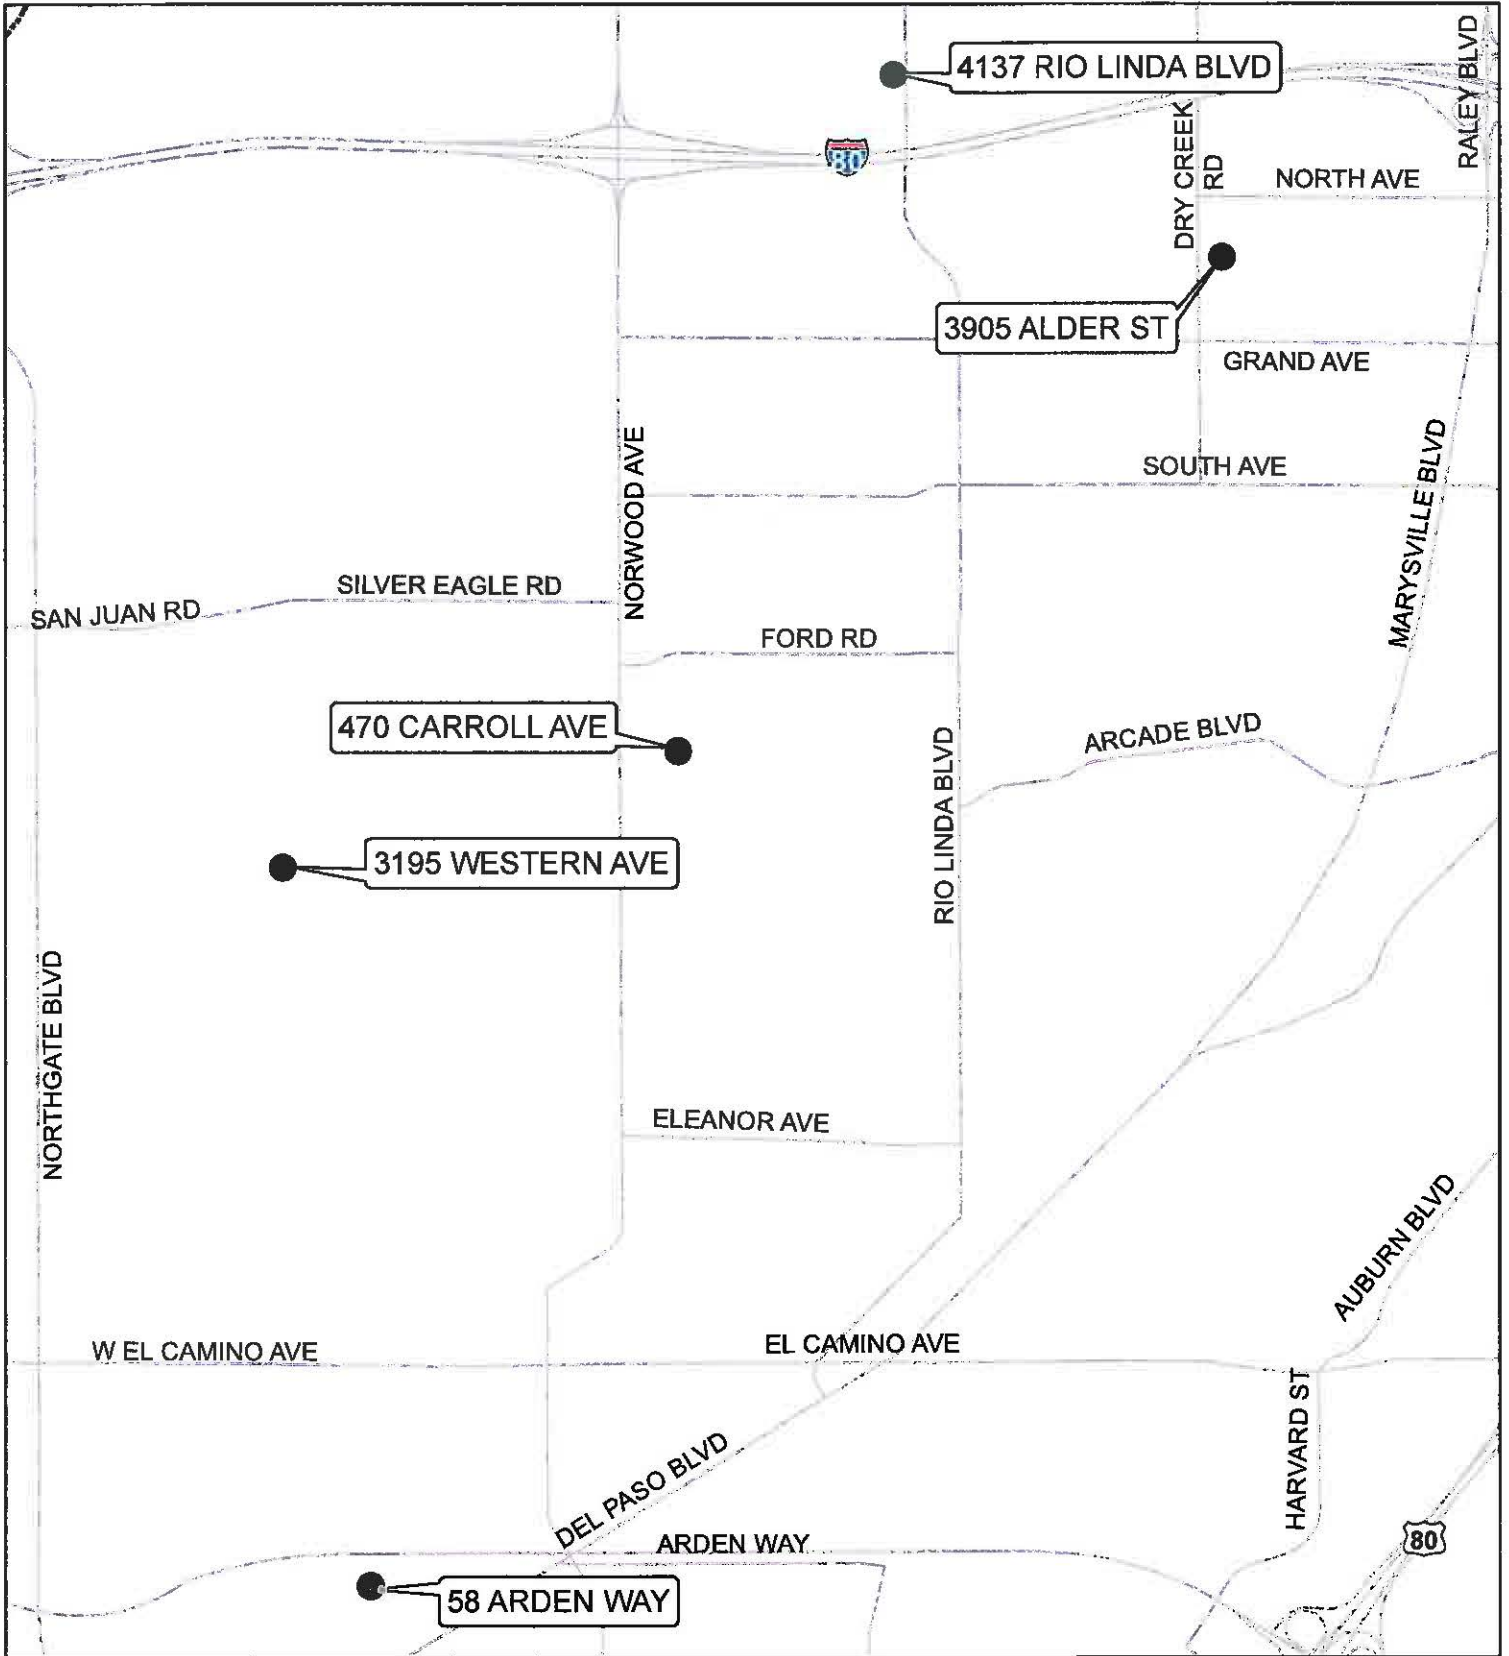 4137 RIO LINDA BLVD
RALEY BLVD
80
DRY CREEK
RD
NORTH AVE
3905 ALDER ST
GRAND AVE
NORWOOD AVE
SOUTH AVE
MARYSVILLE BLVD
SILVER EAGLE RD
SAN JUAN RD
FORD RD
470 CARROLL AVE
ARCADE BLVD
RIO LINDA BLVD
3195 WESTERN AVE
NORTHGATE BLVD
ELEANOR AVE
AUBURN BLVD
W EL CAMINO AVE
EL CAMINO AVE
HARVARD ST
DEL PASO BLVD
ARDEN WAY
80
58 ARDEN WAY